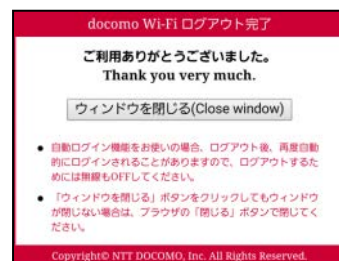 docomo Wi-Fi ログアウト完了
ご利用ありがとうございました。
Thank you very much.
ウィンドウを閉じる(Close window)
● 自動ログイン機能をお使いの場合、ログアウト後、再度自動
的にログインされることがありますので、ログアウトするた
めには無線もOFFしてください。
● 「ウィンドウを閉じる」ボタンをクリックしてもウィンドウ
が閉じない場合は、ブラウザの「閉じる」ボタンで閉じてく
ださい。
Copyright© NTT DOCOMO, Inc. All Rights Reserved.